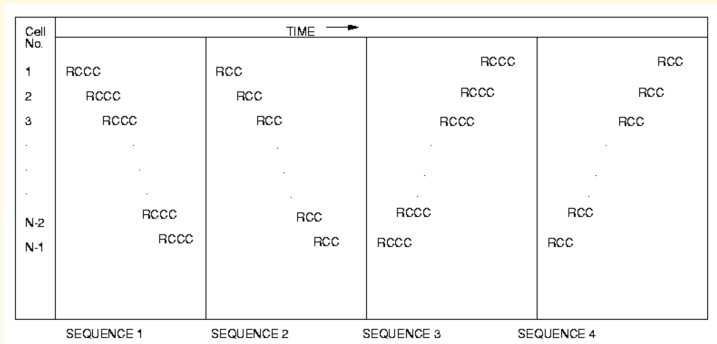 Cell No. TIME
1 RCCC RCC RCCC RCC
2 RCCC RCC RCCC RCC
3 RCCC RCC RCCC RCC
. . . . .
. . . . .
. . . . .
N-2 RCCC RCC RCCC RCC
N-1 RCCC RCC RCCC RCC
SEQUENCE 1 SEQUENCE 2 SEQUENCE 3 SEQUENCE 4